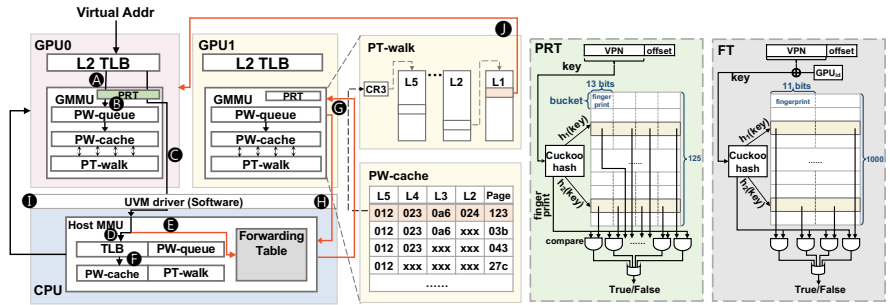 Virtual Addr
GPU0
L2 TLB
A
PRT
GMMU
B
PW-queue
PW-cache
PT-walk
C
GPU1
L2 TLB
PRT
GMMU
PW-queue
PW-cache
PT-walk
G
H
I
J
UVM driver (Software)
Host MMU
D
E
TLB
PW-queue
F
PW-cache
PT-walk
Forwarding
Table
CPU
PT-walk
CR3
L5
L2
L1
PW-cache
L5 L4 L3 L2 Page
012 023 0a6 024 123
012 023 0a6 xxx 03b
012 023 xxx xxx 043
012 xxx xxx xxx 27c
......
PRT
VPN offset
key
13 bits
bucket
finger
print
h1(key)
Cuckoo
hash
......
125
h2(key)
finger
print
compare
......
True/False
FT
VPN offset
key
GPUid
11 bits
fingerprint
h1(key)
Cuckoo
hash
......
1000
h2(key)
......
True/False